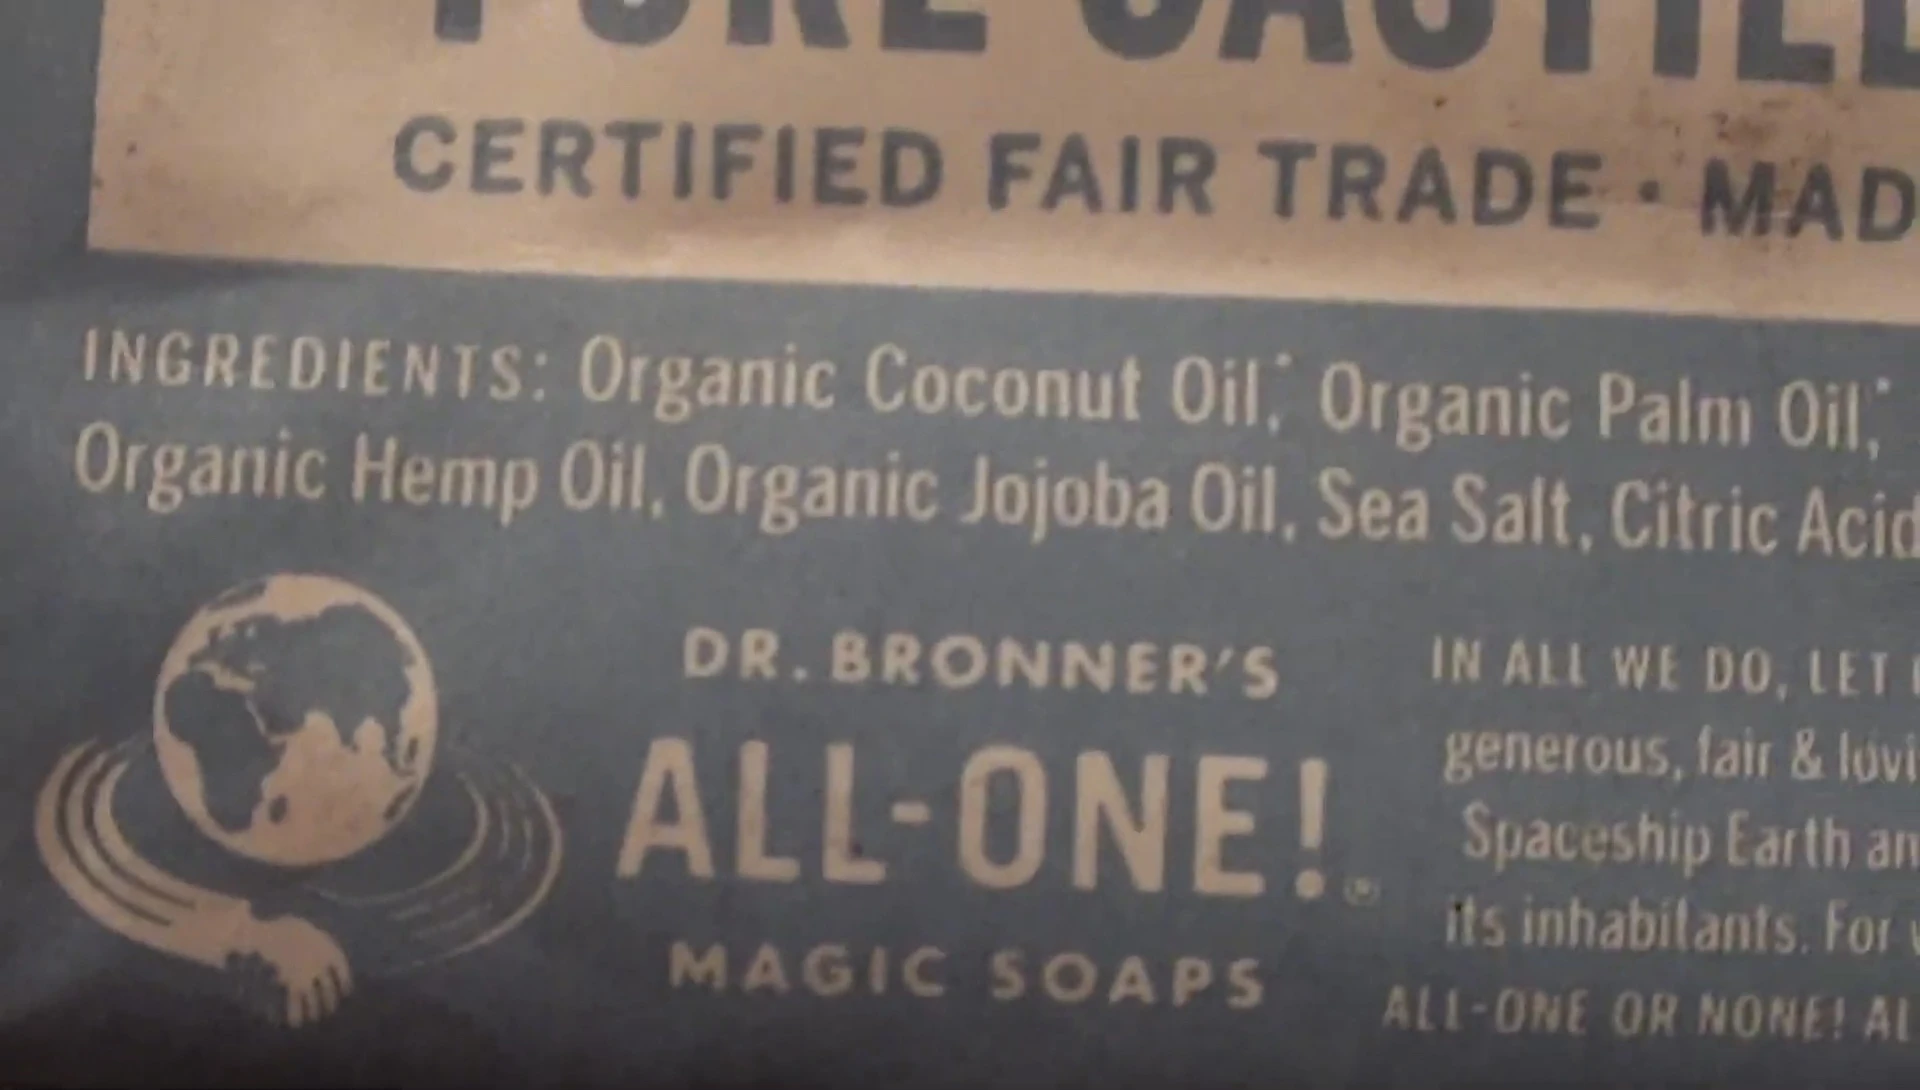 PURE CASTILE
CERTIFIED FAIR TRADE · MAD
INGREDIENTS: Organic Coconut Oil,* Organic Palm Oil,*
Organic Hemp Oil, Organic Jojoba Oil, Sea Salt, Citric Acid
DR. BRONNER'S
ALL-ONE!®
MAGIC SOAPS
IN ALL WE DO, LET
generous, fair & lovi
Spaceship Earth an
its inhabitants. For
ALL-ONE OR NONE! AL